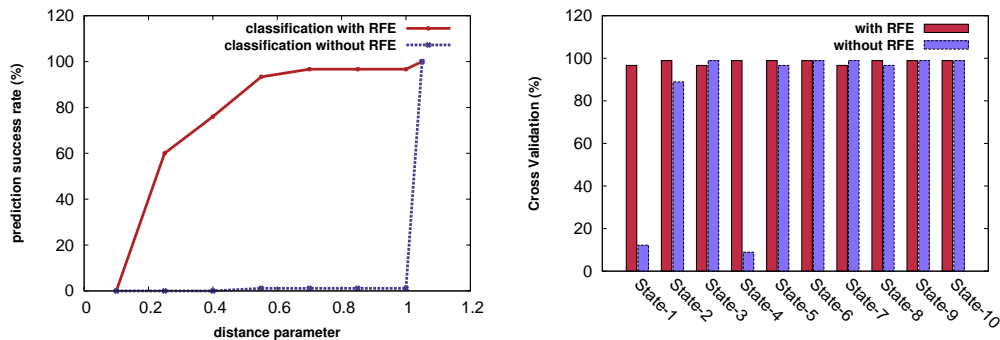 prediction success rate (%)
120
100
80
60
40
20
0
classification with RFE
classification without RFE
0 0.2 0.4 0.6 0.8 1 1.2
distance parameter
Cross Validation (%)
120
100
80
60
40
20
0
with RFE
without RFE
State-1
State-2
State-3
State-4
State-5
State-6
State-7
State-8
State-9
State-10